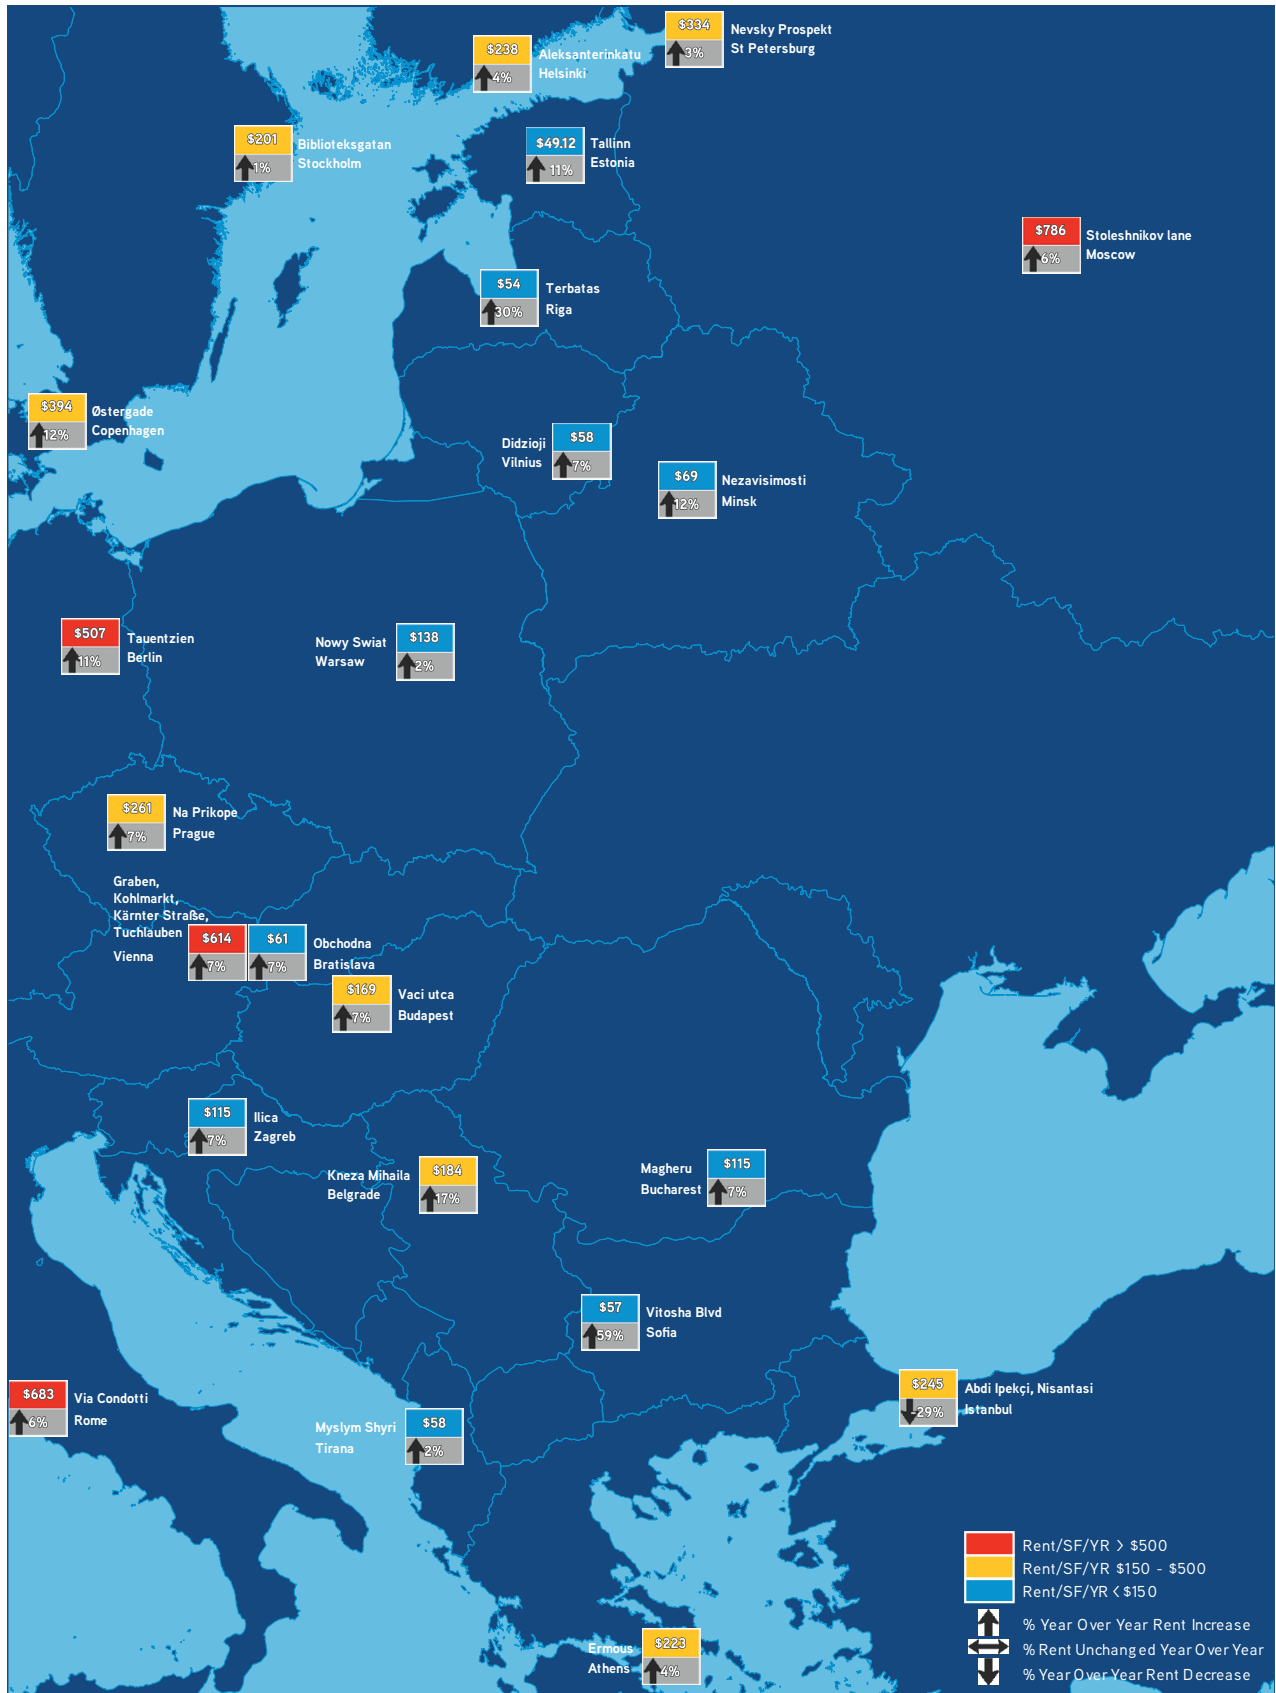 $334
3%
Nevsky Prospekt
St Petersburg
$238
4%
Aleksanterinkatu
Helsinki
$201
1%
Biblioteksgatan
Stockholm
$49.12
11%
Tallinn
Estonia
$786
6%
Stoleshnikov lane
Moscow
$54
30%
Terbatas
Riga
$394
12%
Østergade
Copenhagen
Didzioji
Vilnius
$58
7%
$69
12%
Nezavisimosti
Minsk
$507
11%
Tauentzien
Berlin
Nowy Swiat
Warsaw
$138
2%
$261
7%
Na Prikope
Prague
Graben,
Kohlmarkt,
Kärnter Straße,
Tuchlauben
Vienna
$614
7%
$61
7%
Obchodna
Bratislava
$169
7%
Vaci utca
Budapest
$115
7%
Ilica
Zagreb
Kneza Mihaila
Belgrade
$184
17%
Magheru
Bucharest
$115
7%
$57
59%
Vitosha Blvd
Sofia
$683
6%
Via Condotti
Rome
Myslym Shyri
Tirana
$58
2%
$245
-29%
Abdi Ipekçi, Nisantasi
Istanbul
Ermous
Athens
$223
4%
Rent/SF/YR > $500
Rent/SF/YR $150 - $500
Rent/SF/YR < $150
% Year Over Year Rent Increase
% Rent Unchanged Year Over Year
% Year Over Year Rent Decrease